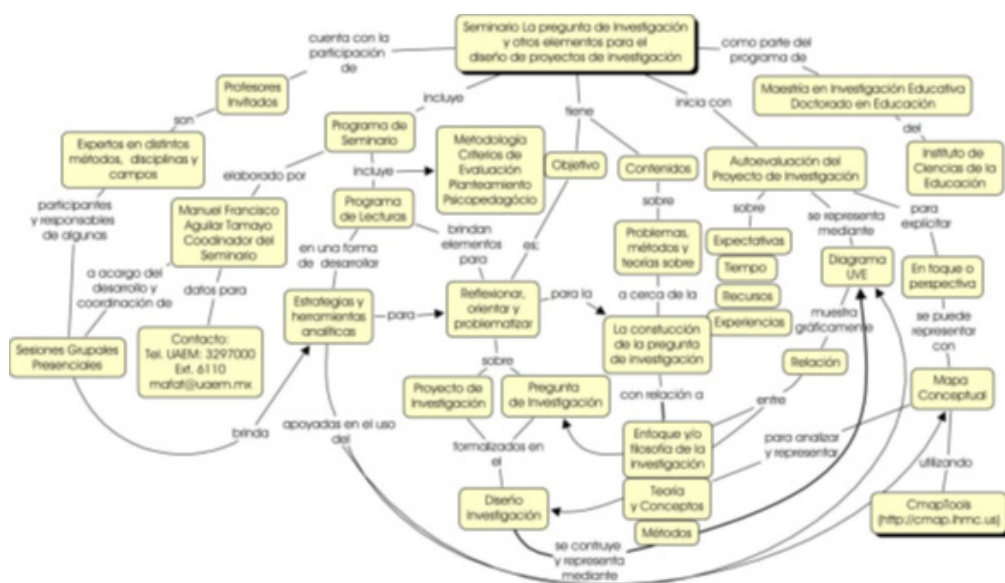 Seminario La pregunta de Investigación
y otros elementos para el
diseño de proyectos de investigación
cuenta con la
participación
de
como parte del
programa de
Profesores
Invitados
incluye
tiene
inicia con
Maestría en Investigación Educativa
Doctorado en Educación
son
del
Expertos en distintos
métodos, disciplinas y
campos
Programa de
Seminario
Metodología
Criterios de
Evaluación
Planteamiento
Psicopedagócio
Objetivo
Contenidos
Autoevaluación del
Proyecto de Investigación
Instituto de
Ciencias de la
Educación
elaborado por
incluye
sobre
sobre
se representa
mediante
para
explicitar
participantes
y responsables
de algunas
Manuel Francisco
Aguilar Tamayo
Coodinador del
Seminario
Programa
de Lecturas
en una forma
de desarrollar
brindan
elementos
para
es:
Problemas,
métodos y
teorías sobre
Expectativas
Tiempo
Recursos
Experiencias
Diagrama
UVE
En foque o
perspectiva
a acargo del
desarrollo y
coordinación de
datos para
Estrategias y
herramientas
analíticas
para
Reflexionar,
orientar y
problematizar
para la
a cerca de la
La constucción
de la pregunta
de investigación
muestra
gráficamente
se puede
representar
con
Sesiones Grupales
Presenciales
Contacto:
Tel. UAEM: 3297000
Ext. 6110
mafat@uaem.mx
sobre
Relación
Proyecto de
Investigación
Pregunta
de Investigación
con relación a
entre
Mapa
Conceptual
brinda
apoyadas en el uso
del
formalizados en
el
Enfoque y/o
filosofía de la
investigación
para analizar
y representar
utilizando
Diseño
Investigación
Teoría
y Conceptos
Métodos
CmapTools
(http://cmap.ihmc.us)
se contruye
y representa
mediante